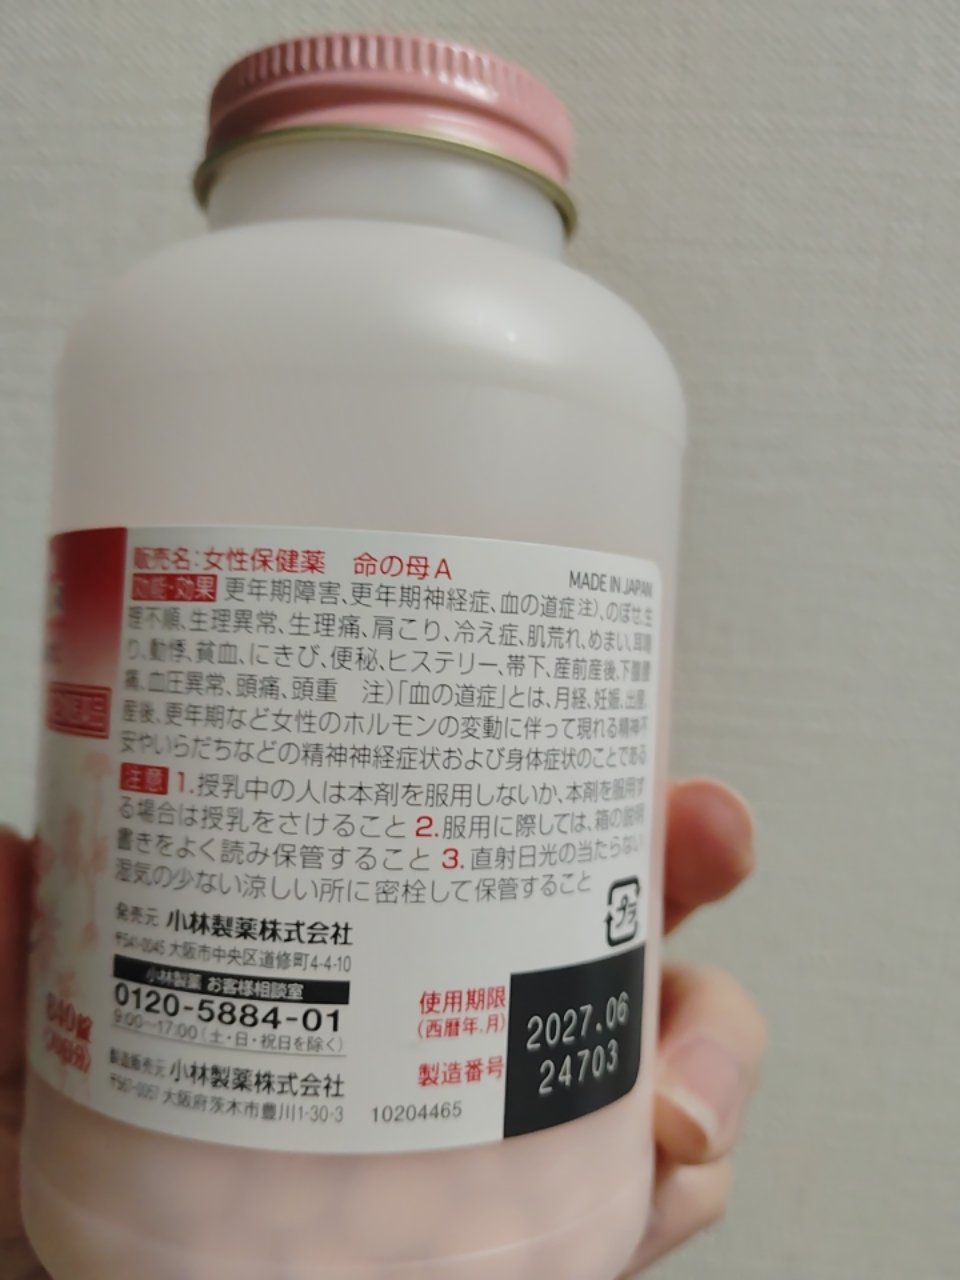 販売名：女性保健薬 命の母A
MADE IN JAPAN
効能・効果 更年期障害、更年期神経症、血の道症注)、のぼせ、生
理不順、生理異常、生理痛、肩こり、冷え症、肌荒れ、めまい、耳鳴
り、動悸、貧血、にきび、便秘、ヒステリー、帯下、産前産後、下腹腰
痛、血圧異常、頭痛、頭重 注)「血の道症」とは、月経、妊娠、出産、
産後、更年期など女性のホルモンの変動に伴って現れる精神不
安やいらだちなどの精神神経症状および身体症状のことである
注意 1.授乳中の人は本剤を服用しないか、本剤を服用す
る場合は授乳をさけること 2.服用に際しては、箱の説明
書きをよく読み保管すること 3.直射日光の当たらない
湿気の少ない涼しい所に密栓して保管すること
プラ
発売元 小林製薬株式会社
〒541-0045 大阪市中央区道修町4-4-10
小林製薬 お客様相談室
0120-5884-01
9:00〜17:00(土・日・祝日を除く)
製造販売元 小林製薬株式会社
〒567-0057 大阪府茨木市豊川1-30-3
10204465
使用期限
(西暦年.月)
2027.06
製造番号
24703
840錠